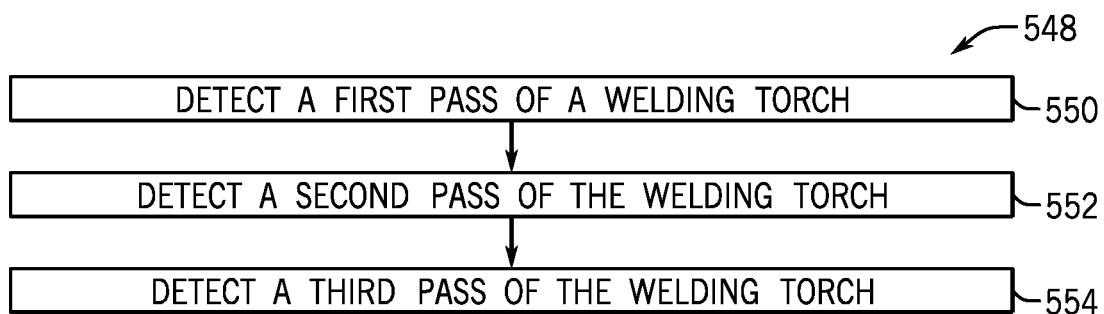 548
DETECT A FIRST PASS OF A WELDING TORCH
550
DETECT A SECOND PASS OF THE WELDING TORCH
552
DETECT A THIRD PASS OF THE WELDING TORCH
554